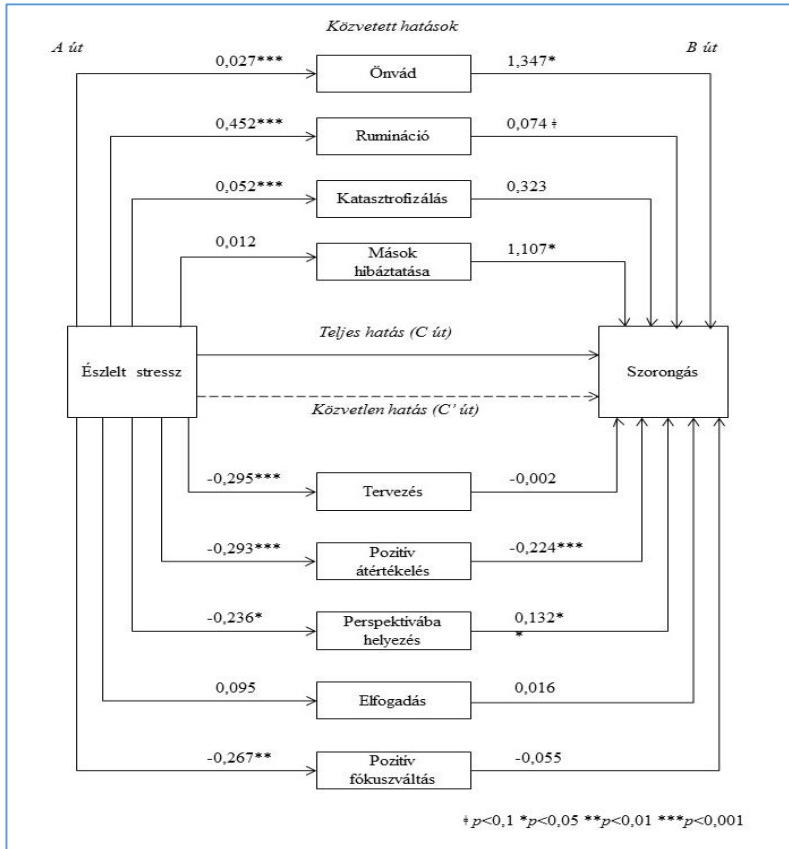 Közvetett hatások
A út
B út
0,027***
Önvád
1,347*
0,452***
Rumináció
0,074 ǂ
0,052***
Katasztrofizálás
0,323
0,012
Mások
hibáztatása
1,107*
Teljes hatás (C út)
Észlelt stressz
Szorongás
Közvetlen hatás (C' út)
-0,295***
Tervezés
-0,002
-0,293***
Pozitív
átértékelés
-0,224***
-0,236*
Perspektívába
helyezés
0,132*
*
0,095
Elfogadás
0,016
-0,267**
Pozitív
fókuszváltás
-0,055
ǂ p<0,1 *p<0,05 **p<0,01 ***p<0,001